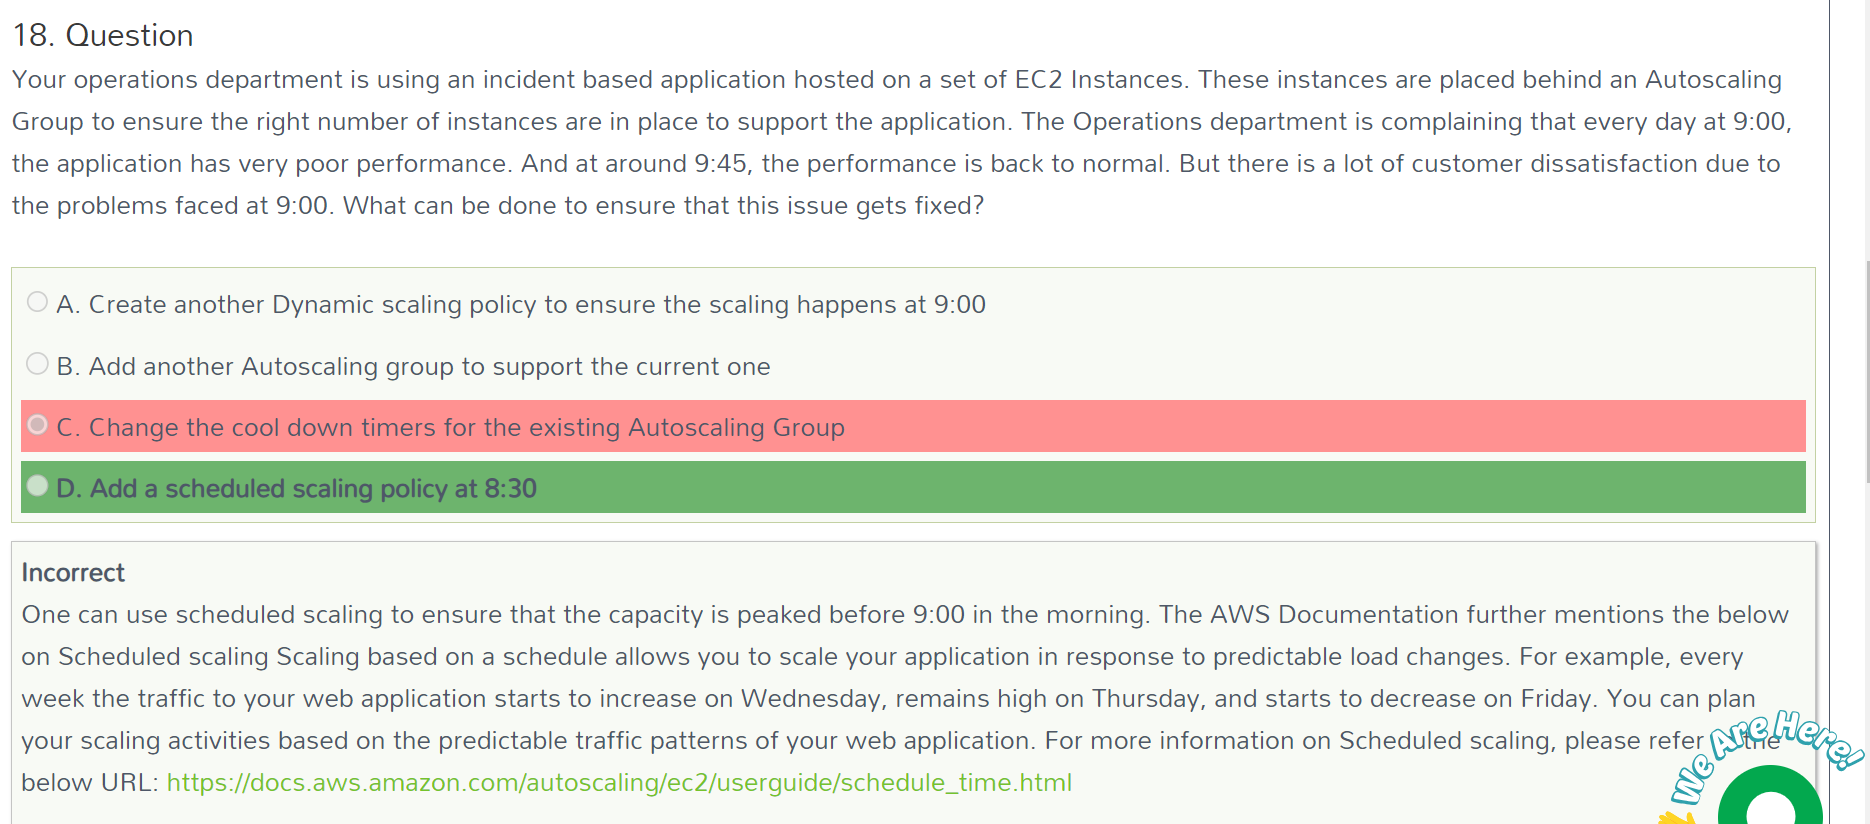 18. Question
Your operations department is using an incident based application hosted on a set of EC2 Instances. These instances are placed behind an Autoscaling
Group to ensure the right number of instances are in place to support the application. The Operations department is complaining that every day at 9:00,
the application has very poor performance. And at around 9:45, the performance is back to normal. But there is a lot of customer dissatisfaction due to
the problems faced at 9:00. What can be done to ensure that this issue gets fixed?
A. Create another Dynamic scaling policy to ensure the scaling happens at 9:00
B. Add another Autoscaling group to support the current one
C. Change the cool down timers for the existing Autoscaling Group
D. Add a scheduled scaling policy at 8:30
Incorrect
One can use scheduled scaling to ensure that the capacity is peaked before 9:00 in the morning. The AWS Documentation further mentions the below
on Scheduled scaling Scaling based on a schedule allows you to scale your application in response to predictable load changes. For example, every
week the traffic to your web application starts to increase on Wednesday, remains high on Thursday, and starts to decrease on Friday. You can plan
your scaling activities based on the predictable traffic patterns of your web application. For more information on Scheduled scaling, please refer the
below URL: https://docs.aws.amazon.com/autoscaling/ec2/userguide/schedule_time.html
We Are Here!